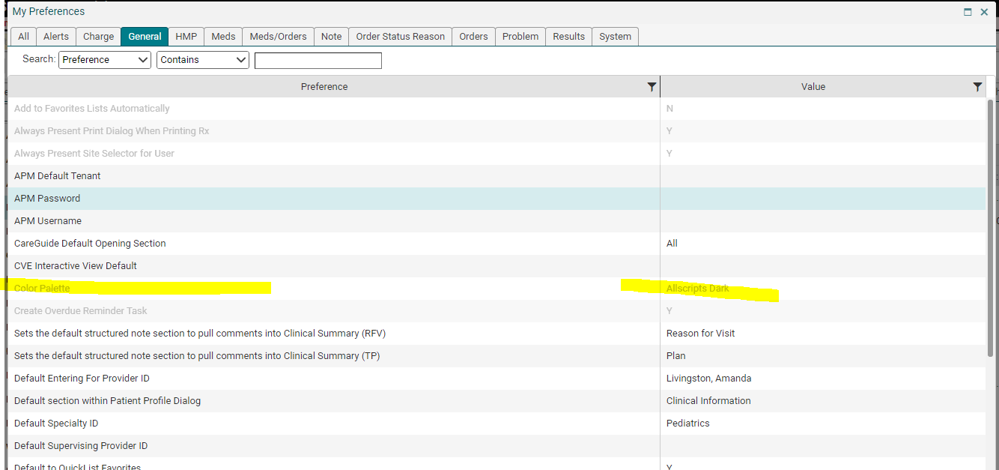 My Preferences
All Alerts Charge General HMP Meds Meds/Orders Note Order Status Reason Orders Problem Results System
Search: Preference Contains
Preference Value
Add to Favorites Lists Automatically N
Always Present Print Dialog When Printing Rx Y
Always Present Site Selector for User Y
APM Default Tenant
APM Password
APM Username
CareGuide Default Opening Section All
CVE Interactive View Default
Color Palette Allscripts Dark
Create Overdue Reminder Task Y
Sets the default structured note section to pull comments into Clinical Summary (RFV) Reason for Visit
Sets the default structured note section to pull comments into Clinical Summary (TP) Plan
Default Entering For Provider ID Livingston, Amanda
Default section within Patient Profile Dialog Clinical Information
Default Specialty ID Pediatrics
Default Supervising Provider ID
Default to QuickList Favorites Y